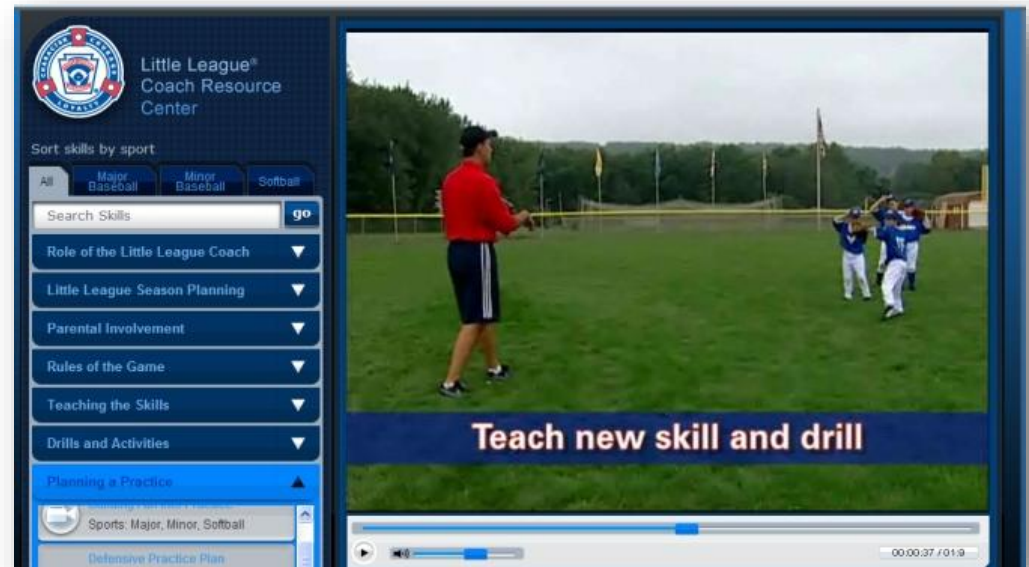 CHARACTER COURAGE
LOYALTY
Little League®
Coach Resource
Center
Sort skills by sport
All
Major
Baseball
Minor
Baseball
Softball
Search Skills
go
Role of the Little League Coach
Little League Season Planning
Parental Involvement
Rules of the Game
Teaching the Skills
Drills and Activities
Planning a Practice
Sports: Major, Minor, Softball
Defensive Practice Plan
Teach new skill and drill
00:00:37 / 01:9